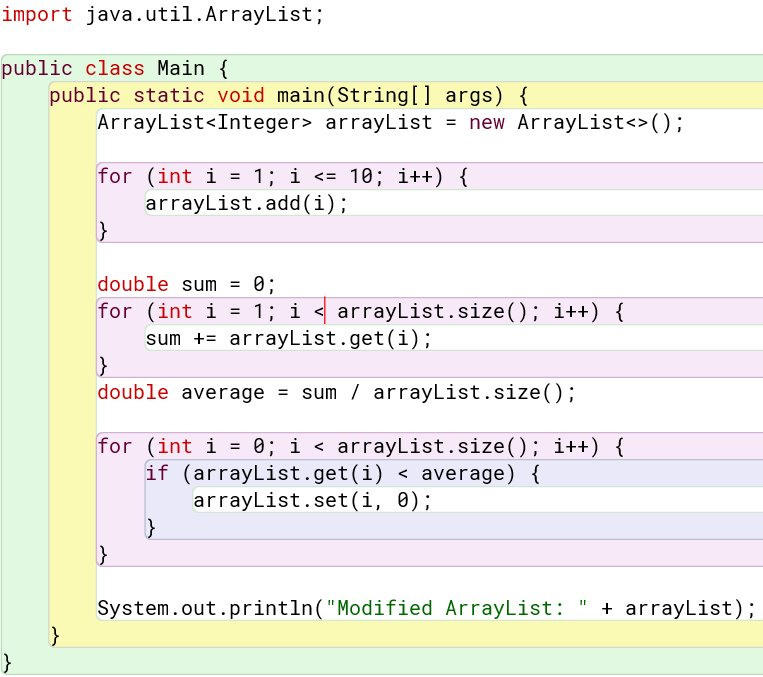 import java.util.ArrayList;
public class Main {
public static void main(String[] args) {
ArrayList<Integer> arrayList = new ArrayList<>();
for (int i = 1; i <= 10; i++) {
arrayList.add(i);
}
double sum = 0;
for (int i = 1; i < arrayList.size(); i++) {
sum += arrayList.get(i);
}
double average = sum / arrayList.size();
for (int i = 0; i < arrayList.size(); i++) {
if (arrayList.get(i) < average) {
arrayList.set(i, 0);
}
}
System.out.println("Modified ArrayList: " + arrayList);
}
}